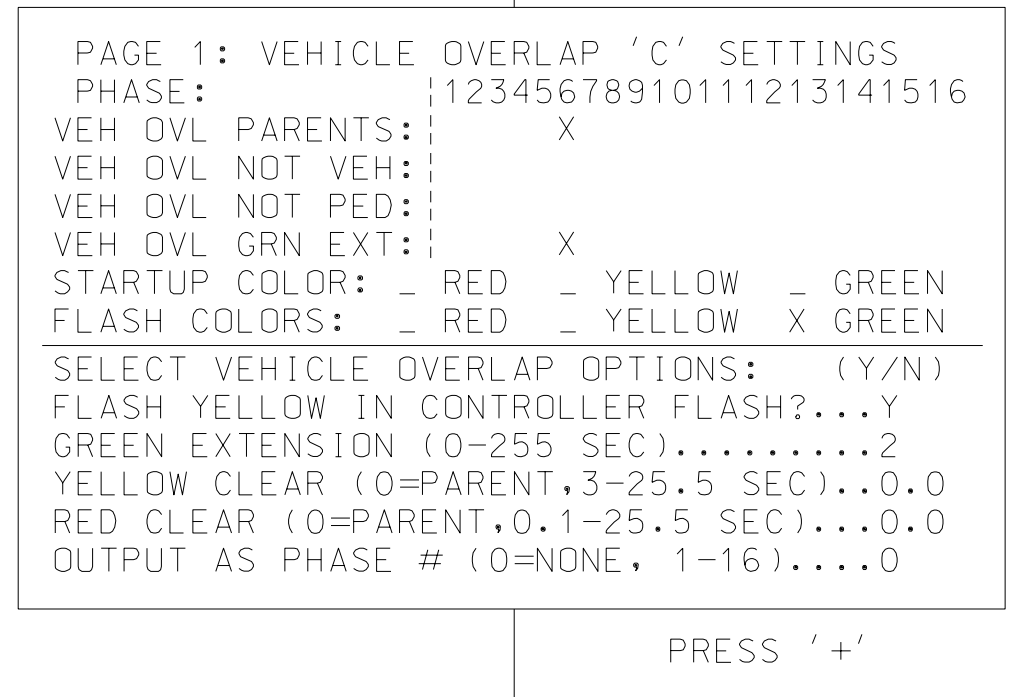 PAGE 1: VEHICLE OVERLAP 'C' SETTINGS
PHASE: |12345678910111213141516
VEH OVL PARENTS:| X
VEH OVL NOT VEH:|
VEH OVL NOT PED:|
VEH OVL GRN EXT:| X
STARTUP COLOR: _ RED _ YELLOW _ GREEN
FLASH COLORS: _ RED _ YELLOW X GREEN
SELECT VEHICLE OVERLAP OPTIONS: (Y/N)
FLASH YELLOW IN CONTROLLER FLASH?...Y
GREEN EXTENSION (0-255 SEC).........2
YELLOW CLEAR (0=PARENT,3-25.5 SEC)..0.0
RED CLEAR (0=PARENT,0.1-25.5 SEC)...0.0
OUTPUT AS PHASE # (0=NONE, 1-16)....0
PRESS '+'